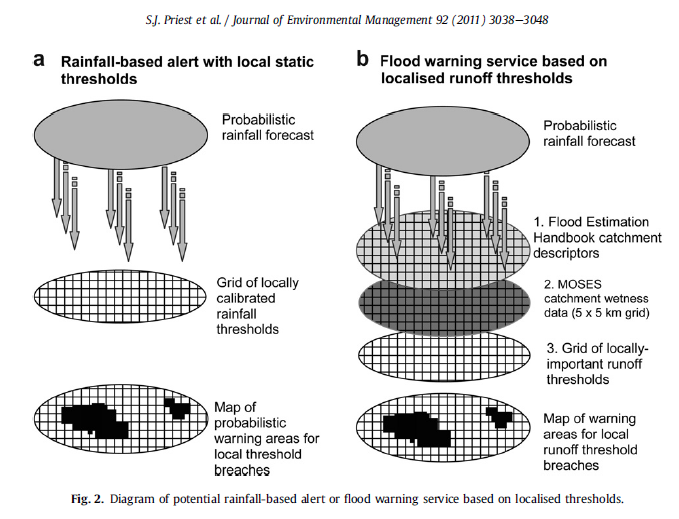 S.J. Priest et al. / Journal of Environmental Management 92 (2011) 3038–3048
a Rainfall-based alert with local static
thresholds
Probabilistic
rainfall forecast
Grid of locally
calibrated
rainfall
thresholds
Map of
probabilistic
warning areas for
local threshold
breaches
b Flood warning service based on
localised runoff thresholds
Probabilistic
rainfall forecast
1. Flood Estimation
Handbook catchment
descriptors
2. MOSES
catchment wetness
data (5 x 5 km grid)
3. Grid of locally-
important runoff
thresholds
Map of warning
areas for local
runoff threshold
breaches
Fig. 2. Diagram of potential rainfall-based alert or flood warning service based on localised thresholds.